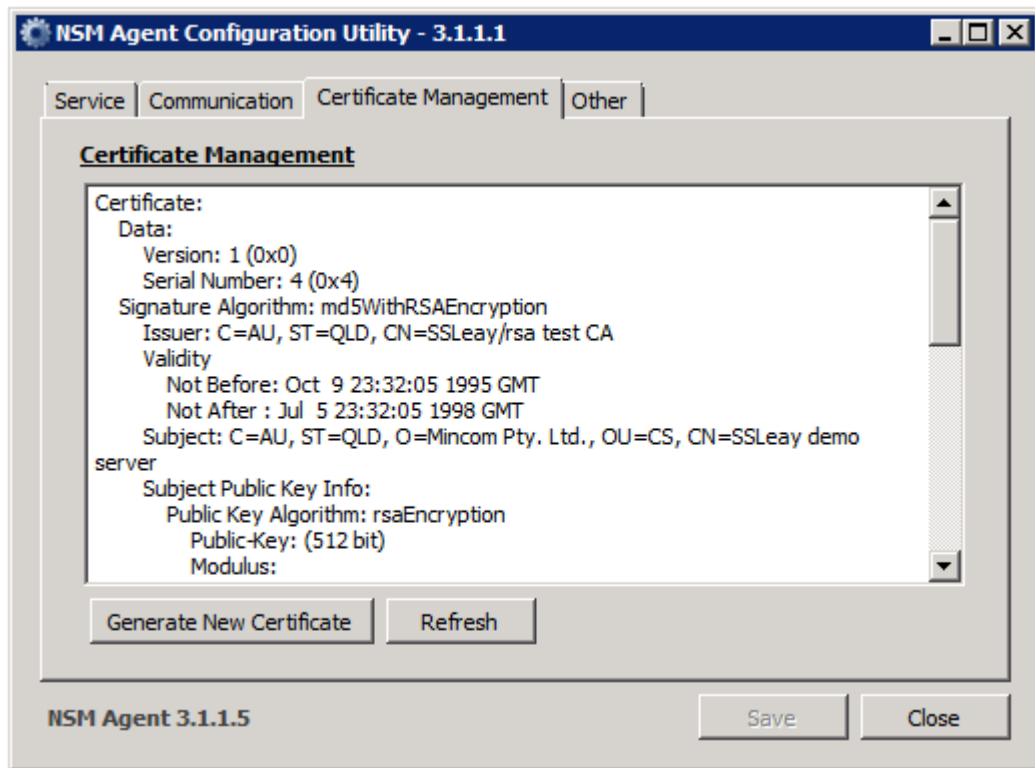 NSM Agent Configuration Utility - 3.1.1.1
Service Communication Certificate Management Other
Certificate Management
Certificate:
Data:
Version: 1 (0x0)
Serial Number: 4 (0x4)
Signature Algorithm: md5WithRSAEncryption
Issuer: C=AU, ST=QLD, CN=SSLeay/rsa test CA
Validity
Not Before: Oct  9 23:32:05 1995 GMT
Not After : Jul  5 23:32:05 1998 GMT
Subject: C=AU, ST=QLD, O=Mincom Pty. Ltd., OU=CS, CN=SSLeay demo
server
Subject Public Key Info:
Public Key Algorithm: rsaEncryption
Public-Key: (512 bit)
Modulus:
Generate New Certificate Refresh
NSM Agent 3.1.1.5 Save Close